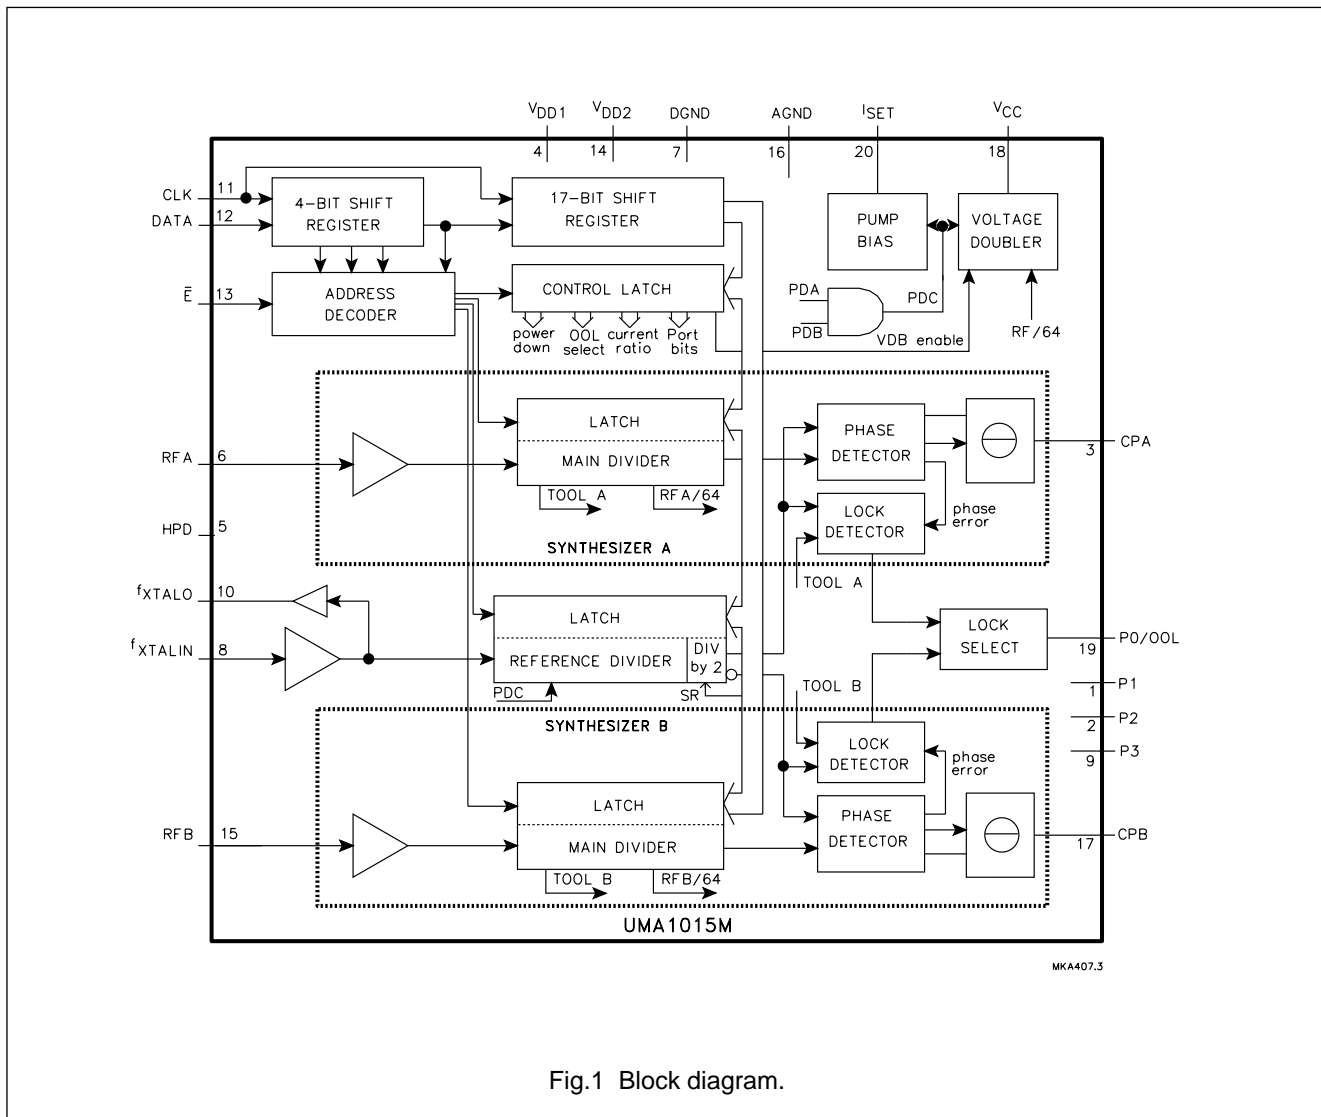 VDD1 VDD2 DGND AGND ISET VCC
4 14 7 16 20 18
CLK 11
DATA 12
4-BIT SHIFT
REGISTER
17-BIT SHIFT
REGISTER
PUMP
BIAS
VOLTAGE
DOUBLER
Ē 13
ADDRESS
DECODER
CONTROL LATCH
power
down
OOL
select
current
ratio
Port
bits
PDA
PDB
PDC
VDB enable
RF/64
RFA 6
LATCH
MAIN DIVIDER
TOOL A
RFA/64
PHASE
DETECTOR
3 CPA
LOCK
DETECTOR
phase
error
HPD 5
SYNTHESIZER A
TOOL A
fXTALO 10
LATCH
fXTALIN 8
REFERENCE DIVIDER
DIV
by 2
PDC
SR
LOCK
SELECT
19 P0/OOL
TOOL B
1 P1
2 P2
9 P3
SYNTHESIZER B
LOCK
DETECTOR
phase
error
RFB 15
LATCH
MAIN DIVIDER
TOOL B
RFB/64
PHASE
DETECTOR
17 CPB
UMA1015M
MKA407.3
Fig.1 Block diagram.